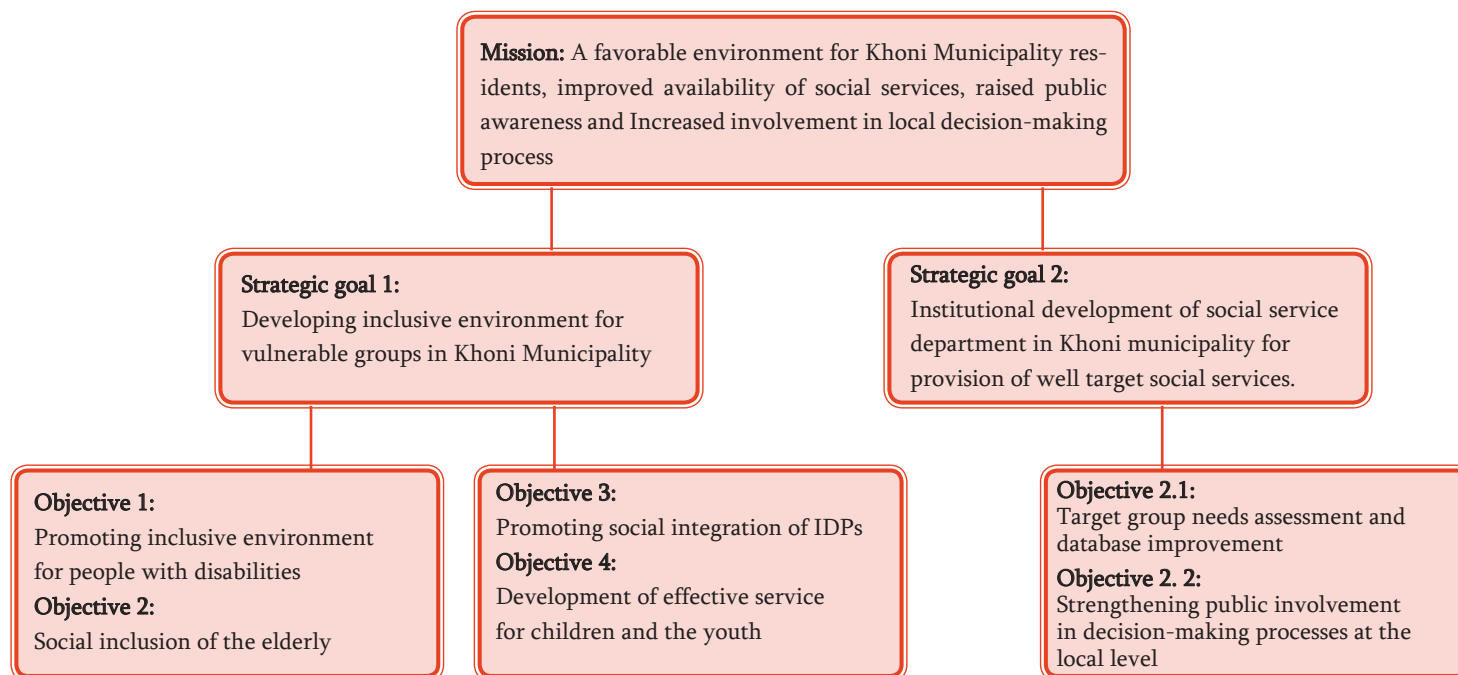 Mission: A favorable environment for Khoni Municipality res-
idents, improved availability of social services, raised public
awareness and Increased involvement in local decision-making
process
Strategic goal 1:
Developing inclusive environment for
vulnerable groups in Khoni Municipality
Strategic goal 2:
Institutional development of social service
department in Khoni municipality for
provision of well target social services.
Objective 1:
Promoting inclusive environment
for people with disabilities
Objective 2:
Social inclusion of the elderly
Objective 3:
Promoting social integration of IDPs
Objective 4:
Development of effective service
for children and the youth
Objective 2.1:
Target group needs assessment and
database improvement
Objective 2. 2:
Strengthening public involvement
in decision-making processes at the
local level